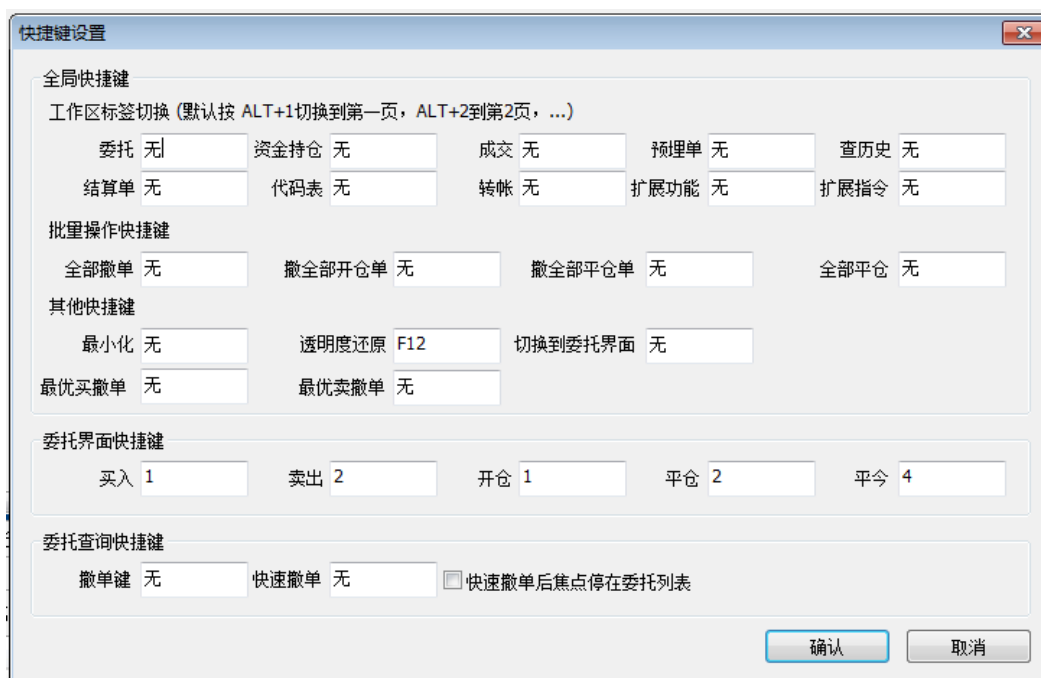 快捷键设置
全局快捷键
工作区标签切换 (默认按 ALT+1切换到第一页，ALT+2到第2页，...)
委托 无 资金持仓 无 成交 无 预埋单 无 查历史 无
结算单 无 代码表 无 转帐 无 扩展功能 无 扩展指令 无
批里操作快捷键
全部撤单 无 撤全部开仓单 无 撤全部平仓单 无 全部平仓 无
其他快捷键
最小化 无 透明度还原 F12 切换到委托界面 无
最优买撤单 无 最优卖撤单 无
委托界面快捷键
买入 1 卖出 2 开仓 1 平仓 2 平今 4
委托查询快捷键
撤单键 无 快速撤单 无 快速撤单后焦点停在委托列表
确认 取消